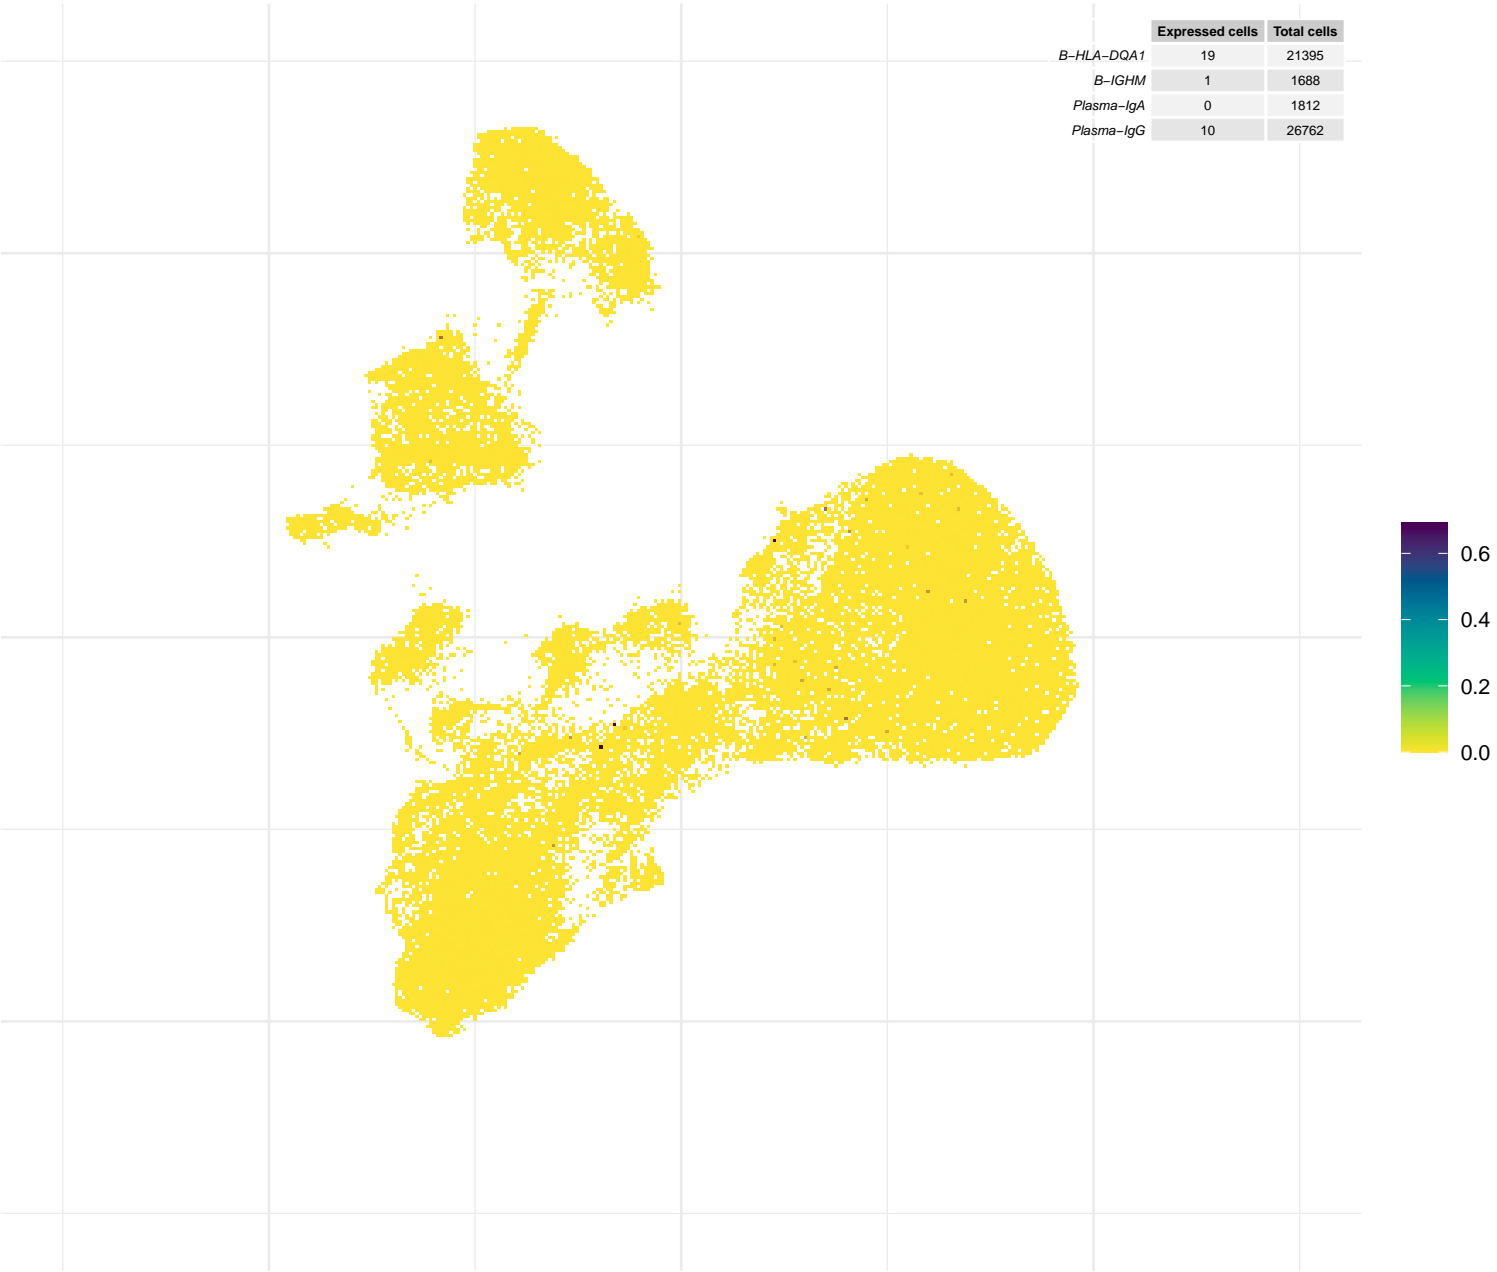 Expressed cells Total cells
B−HLA−DQA1 19 21395
B−IGHM 1 1688
Plasma−IgA 0 1812
Plasma−IgG 10 26762
0.6
0.4
0.2
0.0